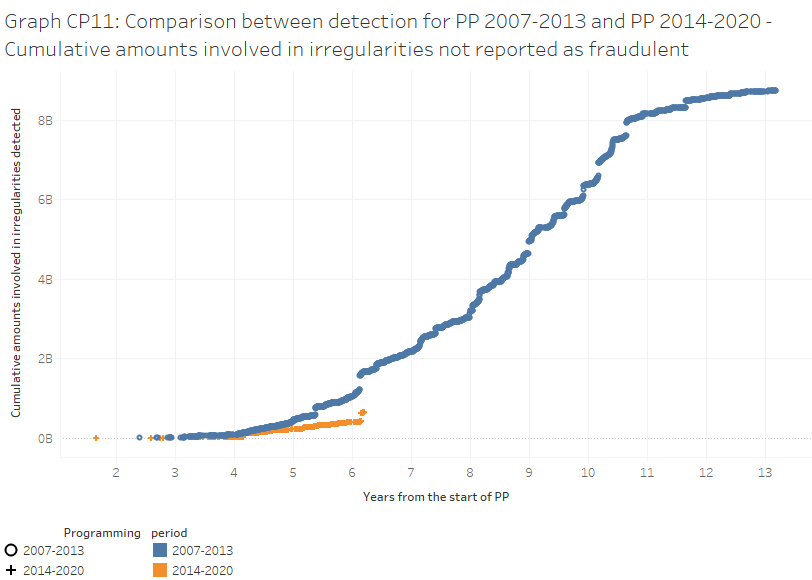 Graph CP11: Comparison between detection for PP 2007-2013 and PP 2014-2020 -
Cumulative amounts involved in irregularities not reported as fraudulent
Cumulative amounts involved in irregularities detected
8B
6B
4B
2B
0B
2 3 4 5 6 7 8 9 10 11 12 13
Years from the start of PP
Programming period
2007-2013 2007-2013
2014-2020 2014-2020